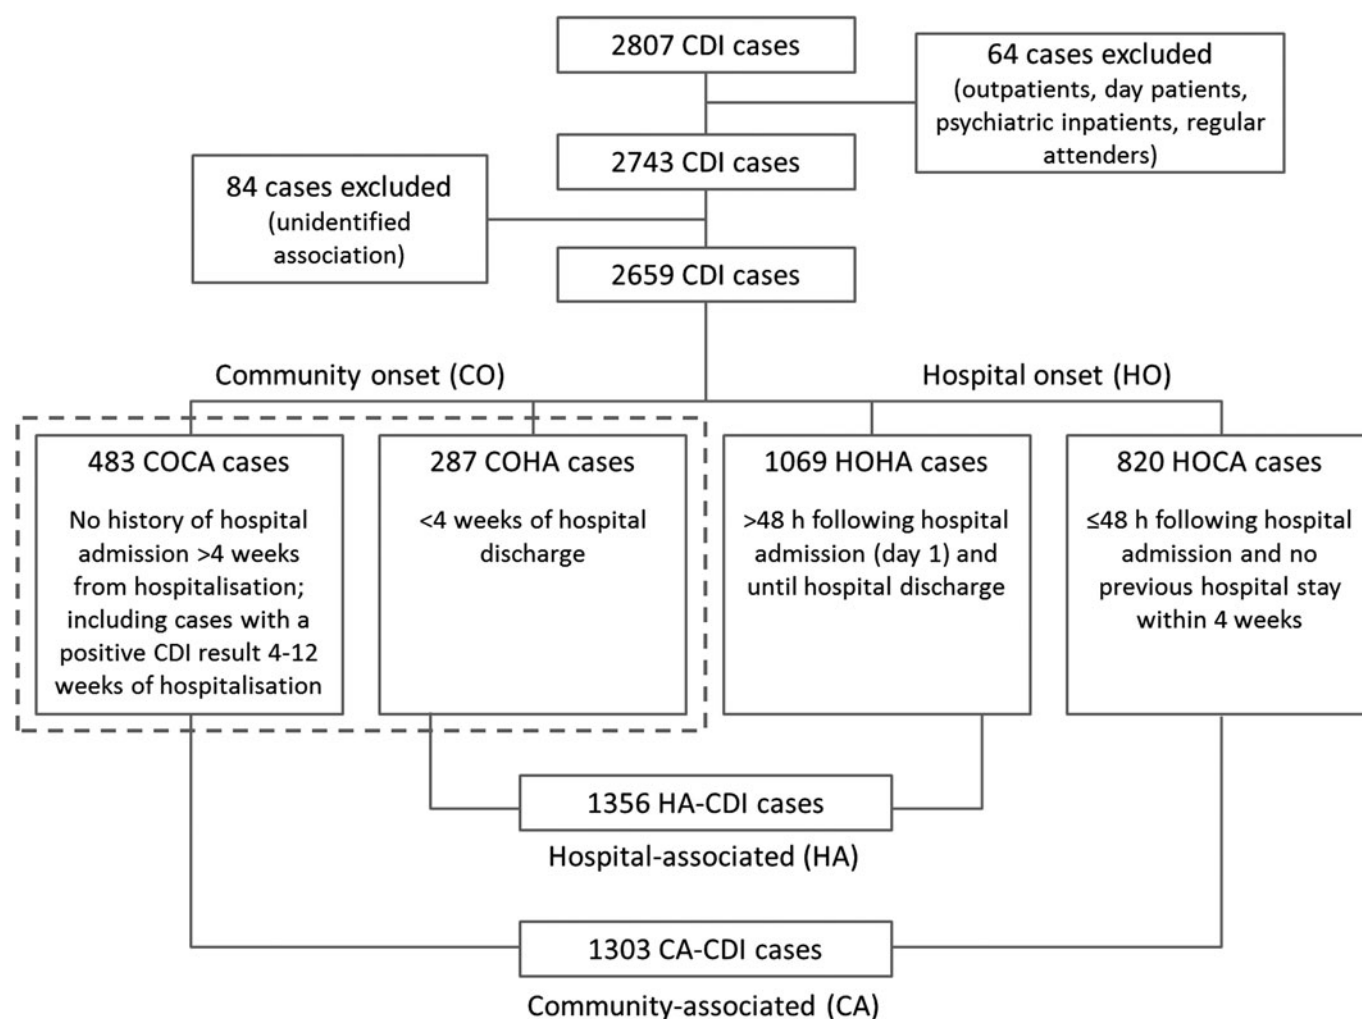 2807 CDI cases
64 cases excluded
(outpatients, day patients,
psychiatric inpatients, regular
attenders)
2743 CDI cases
84 cases excluded
(unidentified
association)
2659 CDI cases
Community onset (CO)
Hospital onset (HO)
483 COCA cases
No history of hospital
admission >4 weeks
from hospitalisation;
including cases with a
positive CDI result 4-12
weeks of hospitalisation
287 COHA cases
<4 weeks of hospital
discharge
1069 HOHA cases
>48 h following hospital
admission (day 1) and
until hospital discharge
820 HOCA cases
≤48 h following hospital
admission and no
previous hospital stay
within 4 weeks
1356 HA-CDI cases
Hospital-associated (HA)
1303 CA-CDI cases
Community-associated (CA)